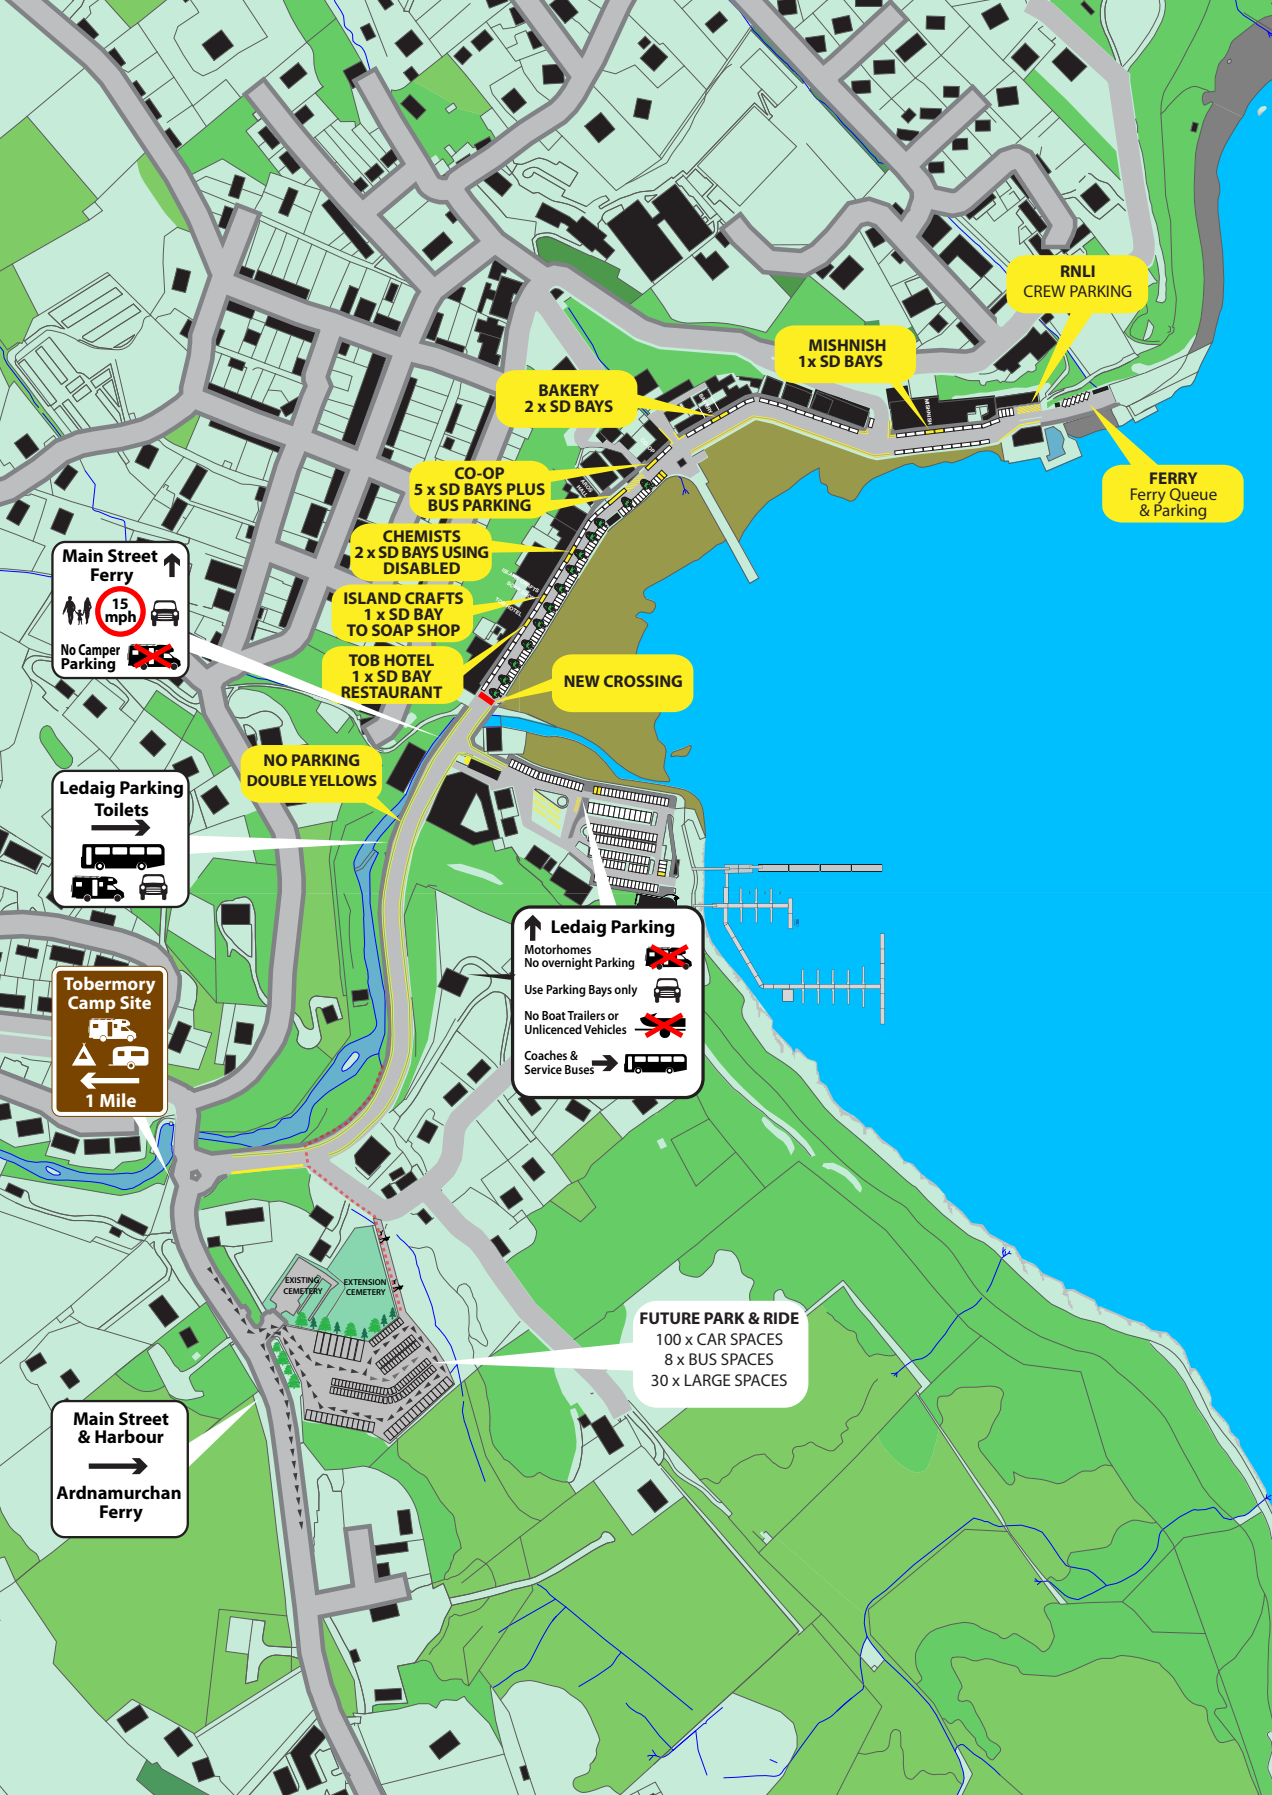 RNLI
CREW PARKING
MISHNISH
1x SD BAYS
BAKERY
2 x SD BAYS
MISHNISH
FERRY
Ferry Queue
& Parking
CO-OP
5 x SD BAYS PLUS
BUS PARKING
CHEMISTS
2 x SD BAYS USING
DISABLED
ISLAND CRAFTS
1 x SD BAY
TO SOAP SHOP
TOB HOTEL
TOB HOTEL
1 x SD BAY
RESTAURANT
NEW CROSSING
Main Street
Ferry
15
mph
No Camper
Parking
NO PARKING
DOUBLE YELLOWS
Ledaig Parking
Toilets
Ledaig Parking
Motorhomes
No overnight Parking
Use Parking Bays only
No Boat Trailers or
Unlicenced Vehicles
Coaches &
Service Buses
Tobermory
Camp Site
1 Mile
EXISTING
CEMETERY
EXTENSION
CEMETERY
FUTURE PARK & RIDE
100 x CAR SPACES
8 x BUS SPACES
30 x LARGE SPACES
Main Street
& Harbour
Ardnamurchan
Ferry